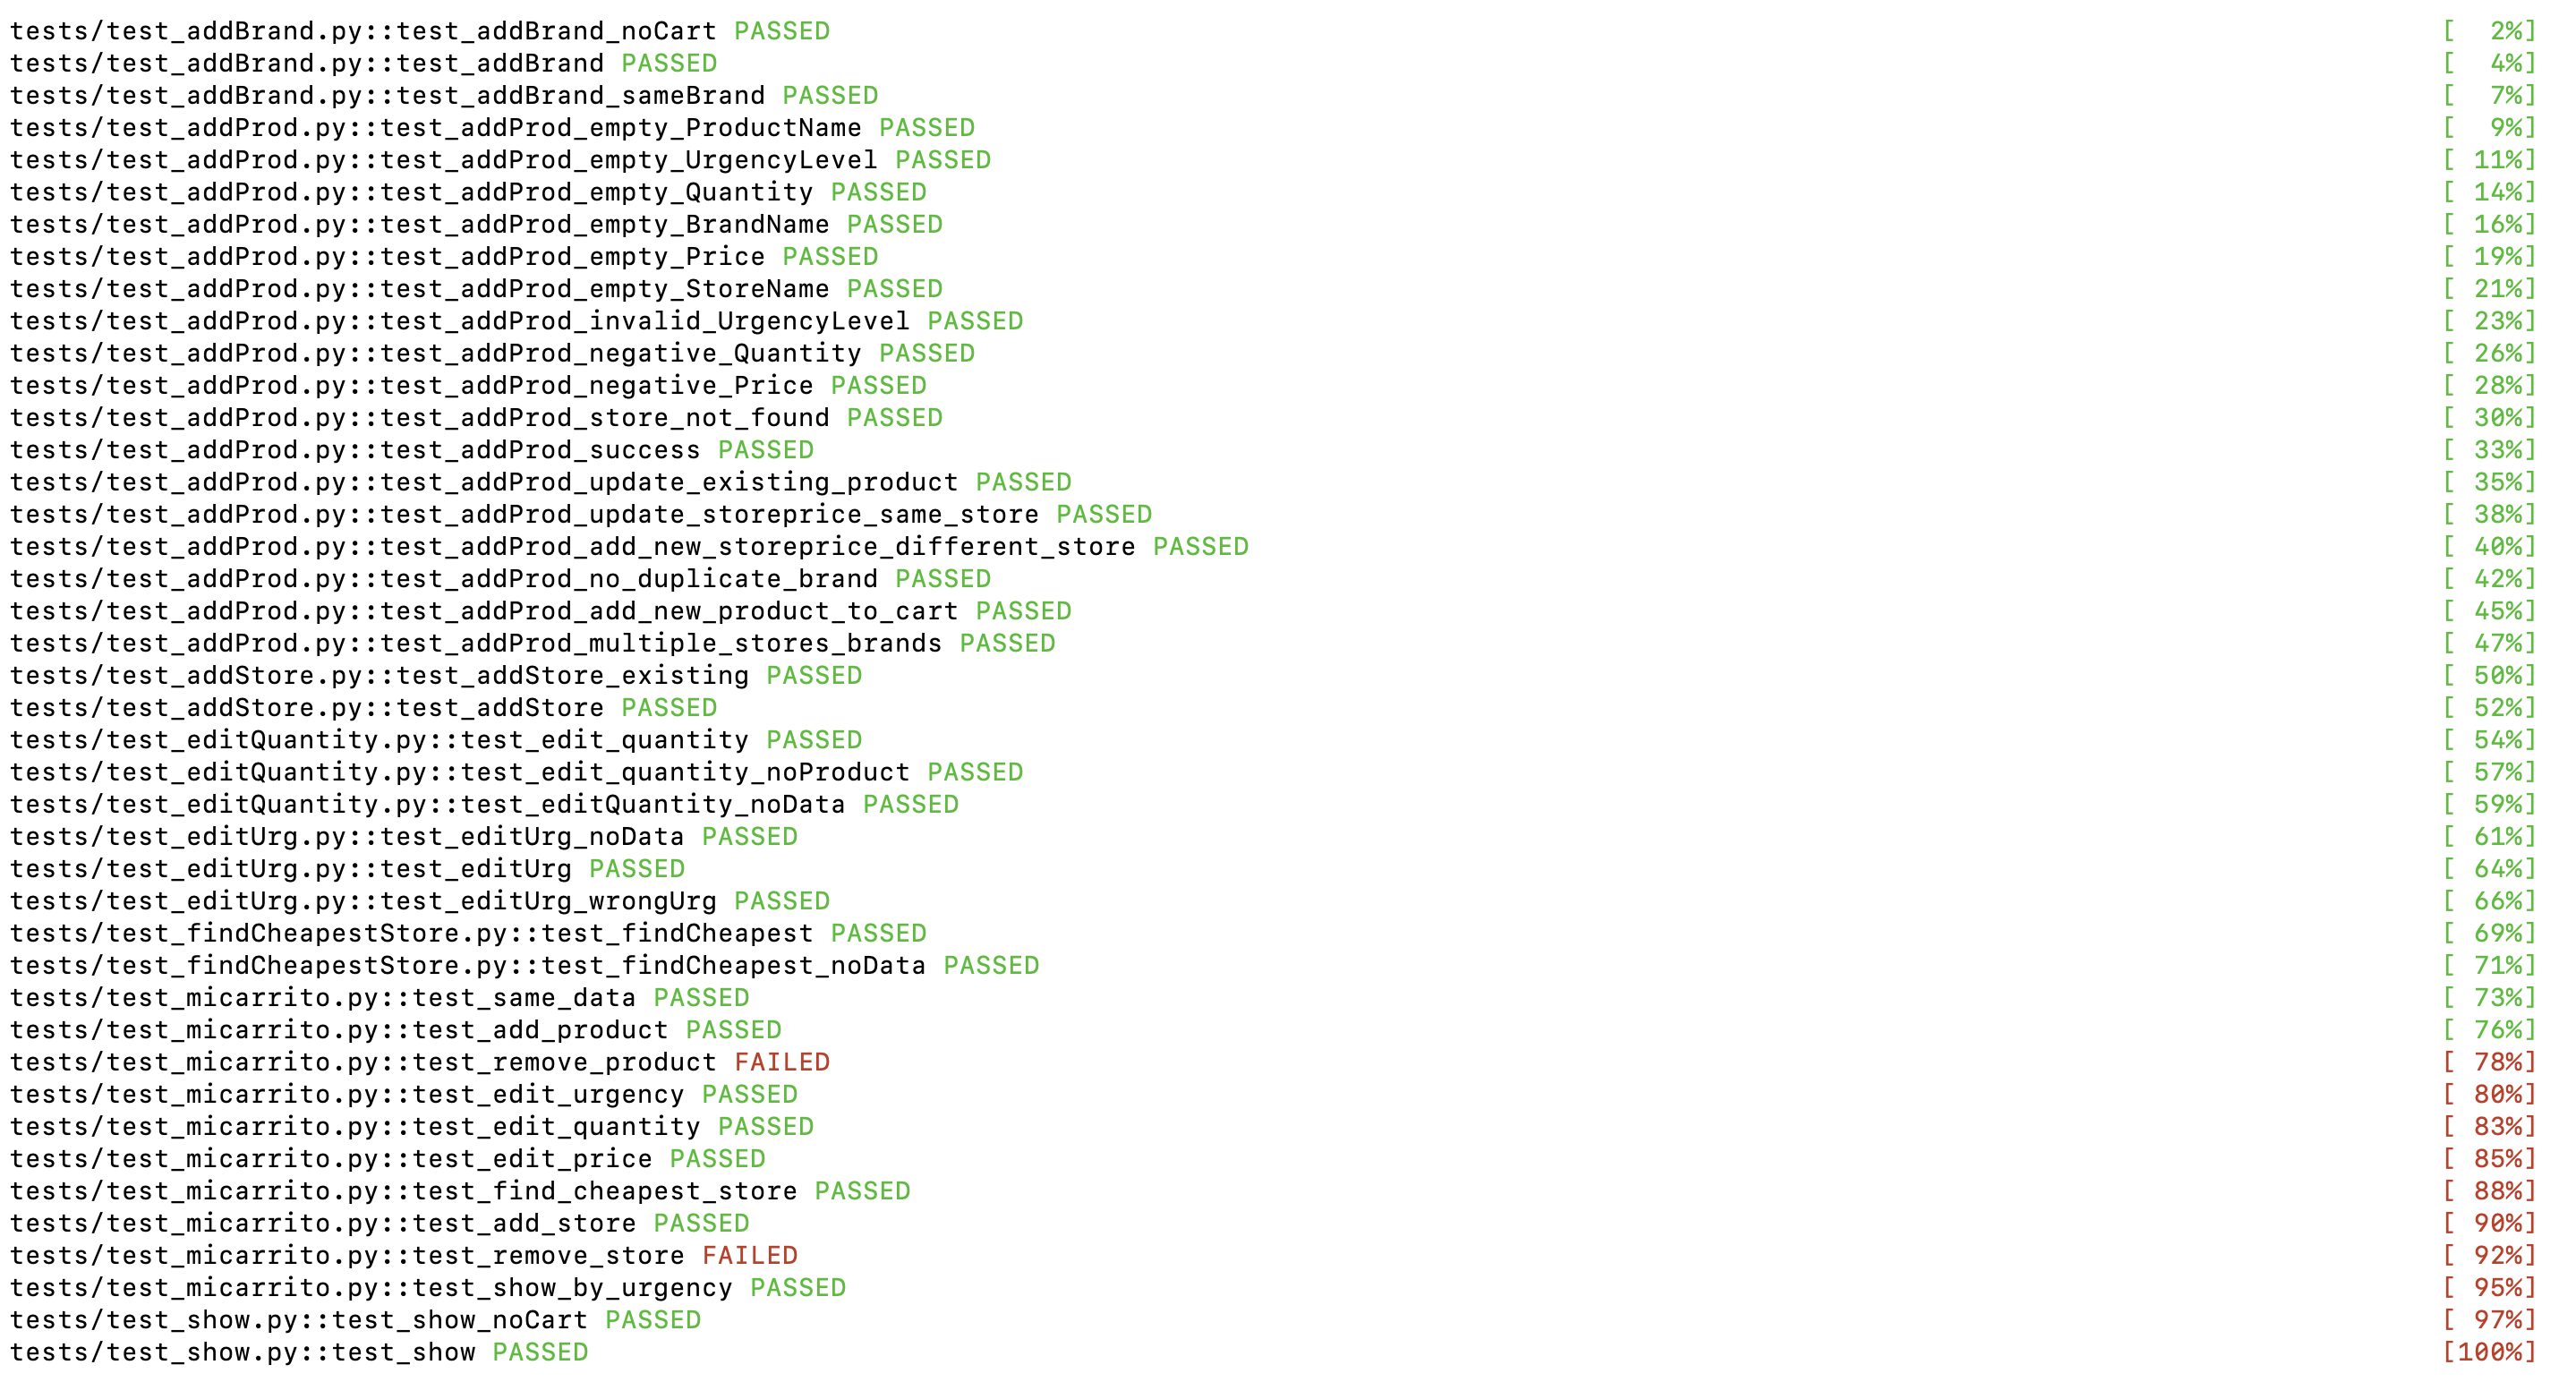 tests/test_addBrand.py::test_addBrand_noCart PASSED [  2%]
tests/test_addBrand.py::test_addBrand PASSED [  4%]
tests/test_addBrand.py::test_addBrand_sameBrand PASSED [  7%]
tests/test_addProd.py::test_addProd_empty_ProductName PASSED [  9%]
tests/test_addProd.py::test_addProd_empty_UrgencyLevel PASSED [ 11%]
tests/test_addProd.py::test_addProd_empty_Quantity PASSED [ 14%]
tests/test_addProd.py::test_addProd_empty_BrandName PASSED [ 16%]
tests/test_addProd.py::test_addProd_empty_Price PASSED [ 19%]
tests/test_addProd.py::test_addProd_empty_StoreName PASSED [ 21%]
tests/test_addProd.py::test_addProd_invalid_UrgencyLevel PASSED [ 23%]
tests/test_addProd.py::test_addProd_negative_Quantity PASSED [ 26%]
tests/test_addProd.py::test_addProd_negative_Price PASSED [ 28%]
tests/test_addProd.py::test_addProd_store_not_found PASSED [ 30%]
tests/test_addProd.py::test_addProd_success PASSED [ 33%]
tests/test_addProd.py::test_addProd_update_existing_product PASSED [ 35%]
tests/test_addProd.py::test_addProd_update_storeprice_same_store PASSED [ 38%]
tests/test_addProd.py::test_addProd_add_new_storeprice_different_store PASSED [ 40%]
tests/test_addProd.py::test_addProd_no_duplicate_brand PASSED [ 42%]
tests/test_addProd.py::test_addProd_add_new_product_to_cart PASSED [ 45%]
tests/test_addProd.py::test_addProd_multiple_stores_brands PASSED [ 47%]
tests/test_addStore.py::test_addStore_existing PASSED [ 50%]
tests/test_addStore.py::test_addStore PASSED [ 52%]
tests/test_editQuantity.py::test_edit_quantity PASSED [ 54%]
tests/test_editQuantity.py::test_edit_quantity_noProduct PASSED [ 57%]
tests/test_editQuantity.py::test_editQuantity_noData PASSED [ 59%]
tests/test_editUrg.py::test_editUrg_noData PASSED [ 61%]
tests/test_editUrg.py::test_editUrg PASSED [ 64%]
tests/test_editUrg.py::test_editUrg_wrongUrg PASSED [ 66%]
tests/test_findCheapestStore.py::test_findCheapest PASSED [ 69%]
tests/test_findCheapestStore.py::test_findCheapest_noData PASSED [ 71%]
tests/test_micarrito.py::test_same_data PASSED [ 73%]
tests/test_micarrito.py::test_add_product PASSED [ 76%]
tests/test_micarrito.py::test_remove_product FAILED [ 78%]
tests/test_micarrito.py::test_edit_urgency PASSED [ 80%]
tests/test_micarrito.py::test_edit_quantity PASSED [ 83%]
tests/test_micarrito.py::test_edit_price PASSED [ 85%]
tests/test_micarrito.py::test_find_cheapest_store PASSED [ 88%]
tests/test_micarrito.py::test_add_store PASSED [ 90%]
tests/test_micarrito.py::test_remove_store FAILED [ 92%]
tests/test_micarrito.py::test_show_by_urgency PASSED [ 95%]
tests/test_show.py::test_show_noCart PASSED [ 97%]
tests/test_show.py::test_show PASSED [100%]